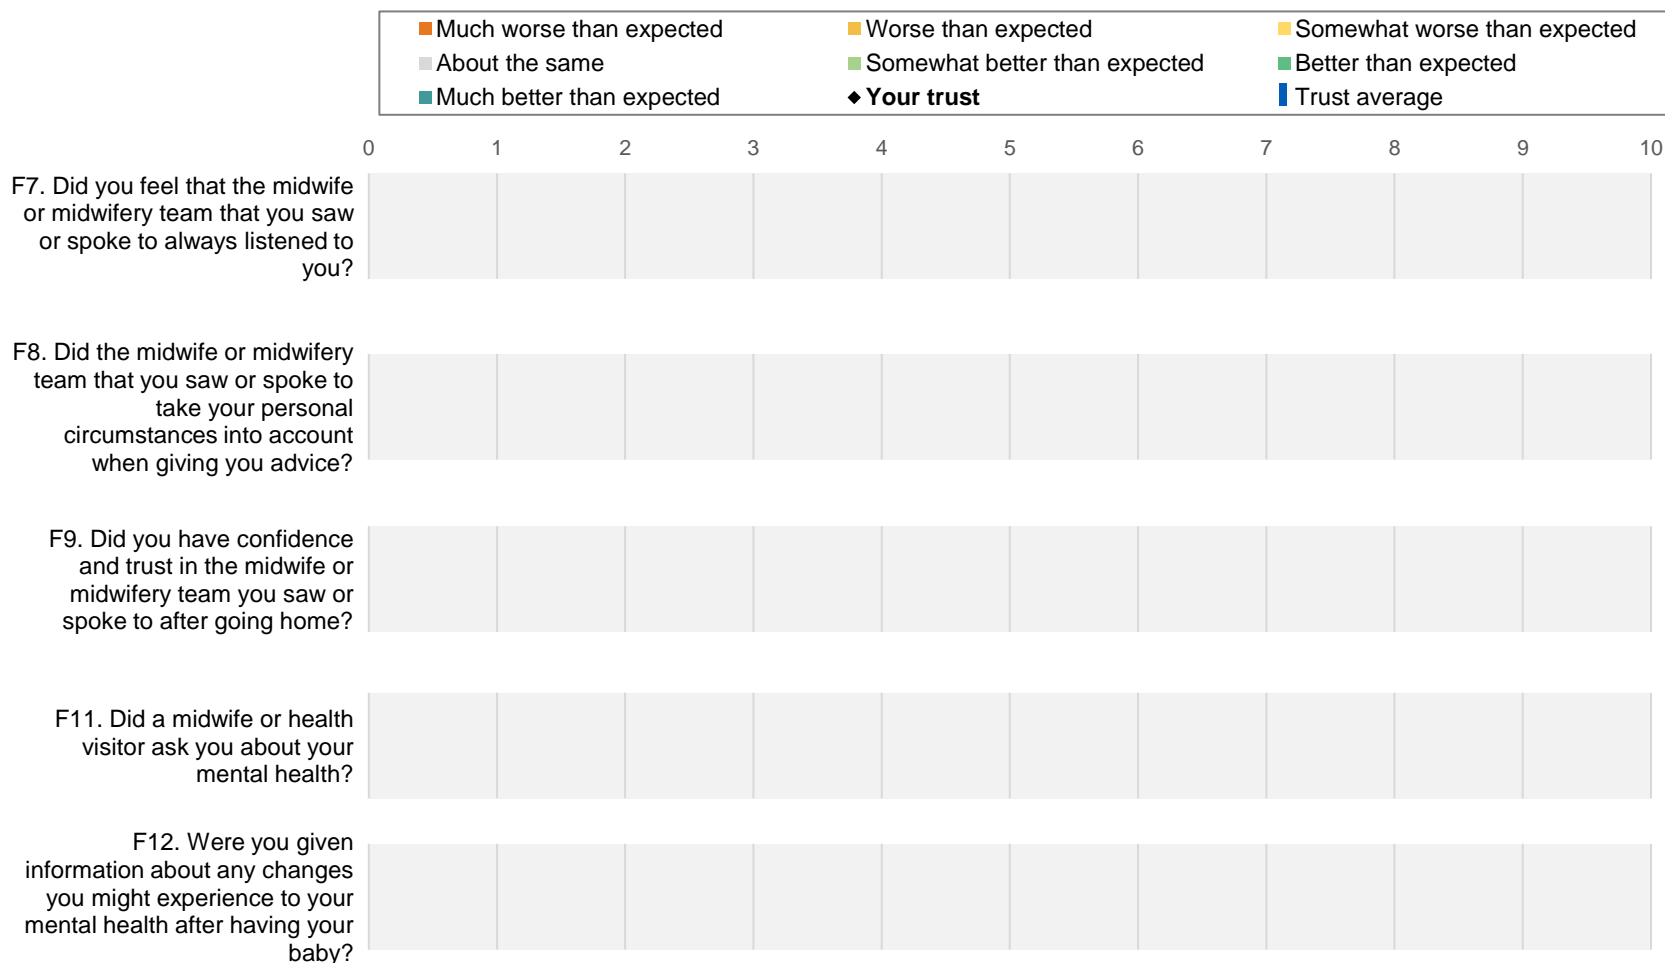 Much worse than expected Worse than expected Somewhat worse than expected
About the same Somewhat better than expected Better than expected
Much better than expected Your trust Trust average
0 1 2 3 4 5 6 7 8 9 10
F7. Did you feel that the midwife
or midwifery team that you saw
or spoke to always listened to
you?
F8. Did the midwife or midwifery
team that you saw or spoke to
take your personal
circumstances into account
when giving you advice?
F9. Did you have confidence
and trust in the midwife or
midwifery team you saw or
spoke to after going home?
F11. Did a midwife or health
visitor ask you about your
mental health?
F12. Were you given
information about any changes
you might experience to your
mental health after having your
baby?